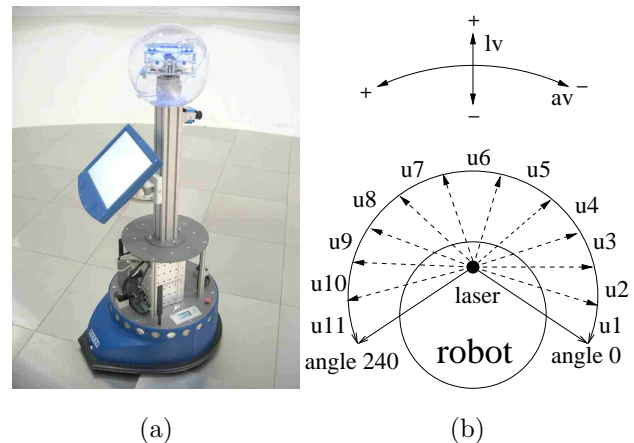 +
lv
+
−
av
−
u6
u7
u5
u8
u4
u9
u3
u10
u2
laser
u11
u1
angle 240
robot
angle 0
(a)
(b)